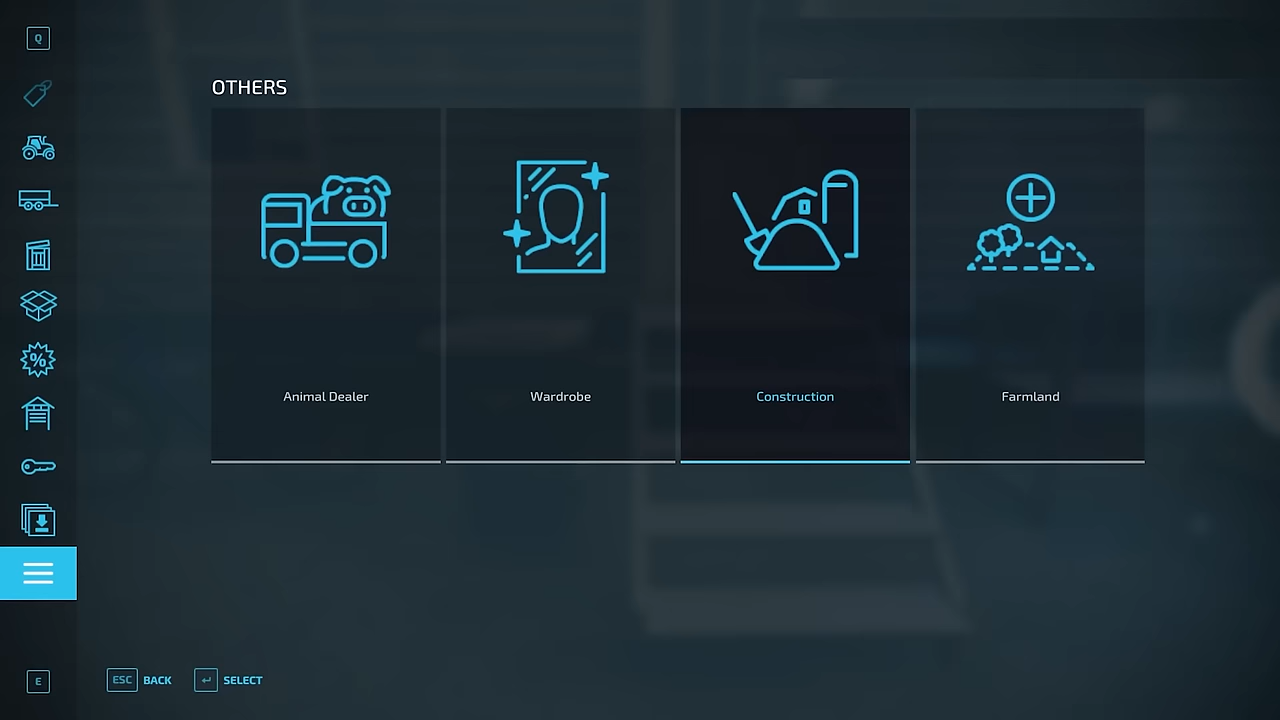 Q
OTHERS
%
Animal Dealer
Wardrobe
Construction
Farmland
E
ESC BACK
↵ SELECT